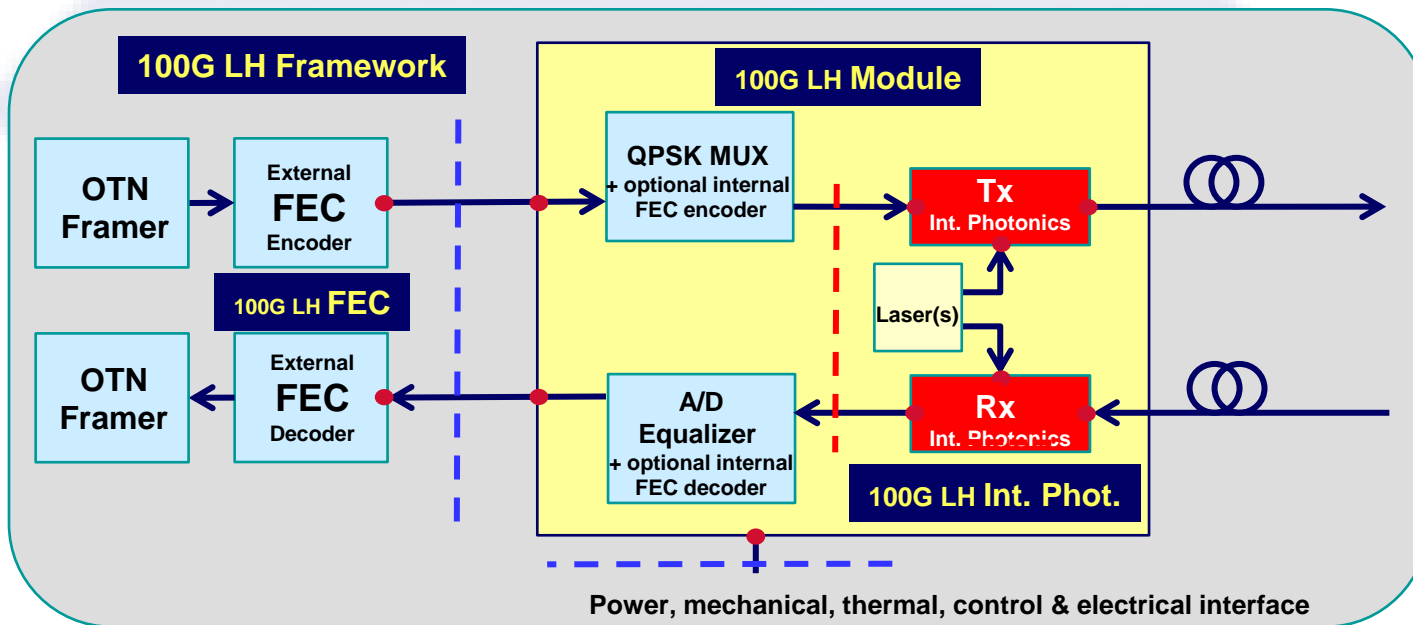 100G LH Framework
100G LH Module
OTN
Framer
External
FEC
Encoder
QPSK MUX
+ optional internal
FEC encoder
Tx
Int. Photonics
100G LH FEC
Laser(s)
OTN
Framer
External
FEC
Decoder
A/D
Equalizer
+ optional internal
FEC decoder
Rx
Int. Photonics
100G LH Int. Phot.
Power, mechanical, thermal, control & electrical interface